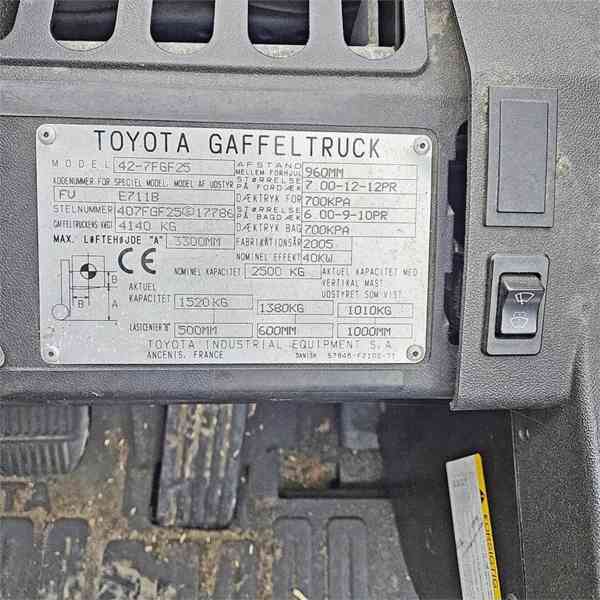 TOYOTA GAFFELTRUCK
MODEL 42-7FGF25 AFSTAND MELLEM FORHJUL 960MM
KODENUMMER FOR SPECIEL MODEL. MODEL AF UDSTYR STØRRELSE PÅ FORDÆK 7.00-12-12PR
FV E711B DÆKTRYK FOR 700KPA
STELNUMMER 407FGF25 17786 STØRRELSE PÅ BAGDÆK 6.00-9-10PR
GAFFELTRUCKENS VÆGT 4140 KG DÆKTRYK BAG 700KPA
MAX. LØFTEHØJDE "A" 3300MM FABRIKATIONSÅR 2005
NOMINEL EFFEKT 40KW
CE
NOMINEL KAPACITET 2500 KG AKTUEL KAPACITET MED
VERTIKAL MAST
UDSTYRET SOM VIST.
AKTUEL
KAPACITET 1520KG 1380KG 1010KG
LASTCENTER "B" 500MM 600MM 1000MM
B
B
A
TOYOTA INDUSTRIAL EQUIPMENT S.A.
ANCENIS, FRANCE DANSK